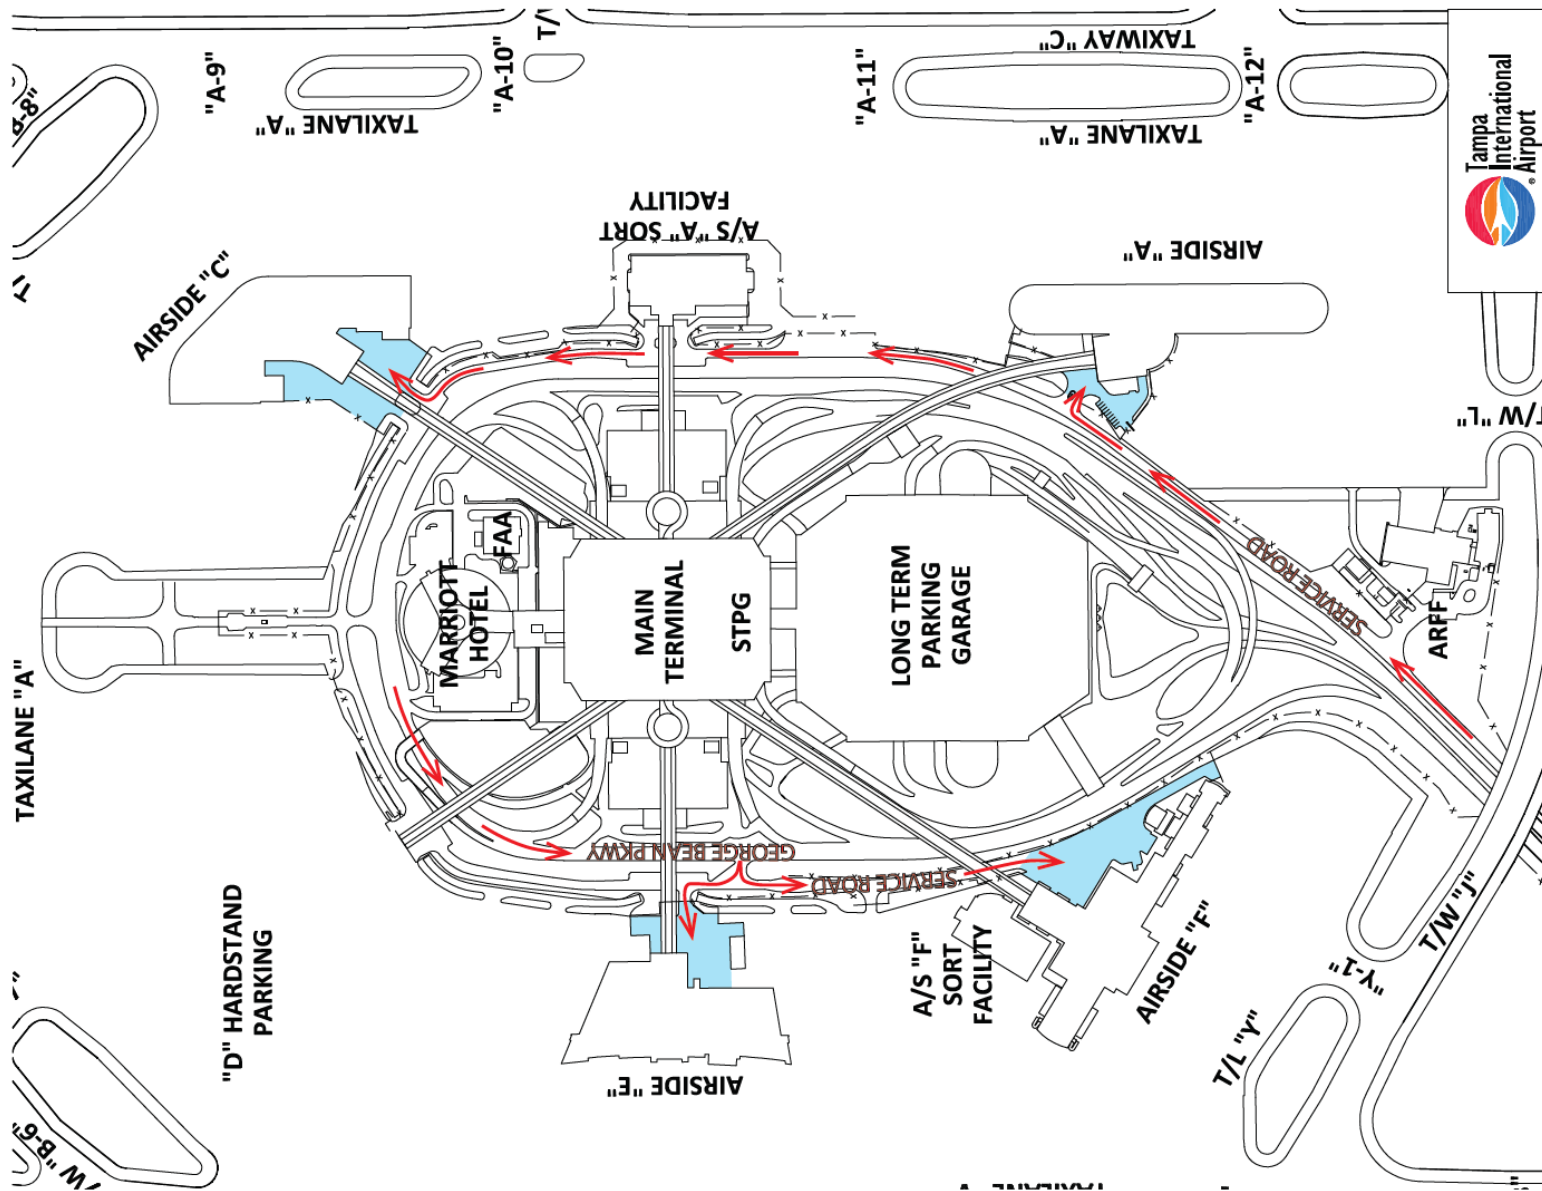 TAXIWAY "C"
"A-9"
"A-10"
"A-11"
"A-12"
TAXILANE "A"
TAXILANE "A"
Tampa
International
Airport
®
A/S "A" SORT
FACILITY
AIRSIDE "C"
AIRSIDE "A"
T/W "L"
FAA
MARRIOTT
HOTEL
MAIN
TERMINAL
STPG
LONG TERM
PARKING
GARAGE
SERVICE ROAD
ARFF
TAXILANE "A"
GEORGE BEAN PKWY
SERVICE ROAD
"D" HARDSTAND
PARKING
A/S "F"
SORT
FACILITY
AIRSIDE "F"
T/W "J"
"Y-1"
T/L "Y"
AIRSIDE "E"
/W "B-6"
B-8"